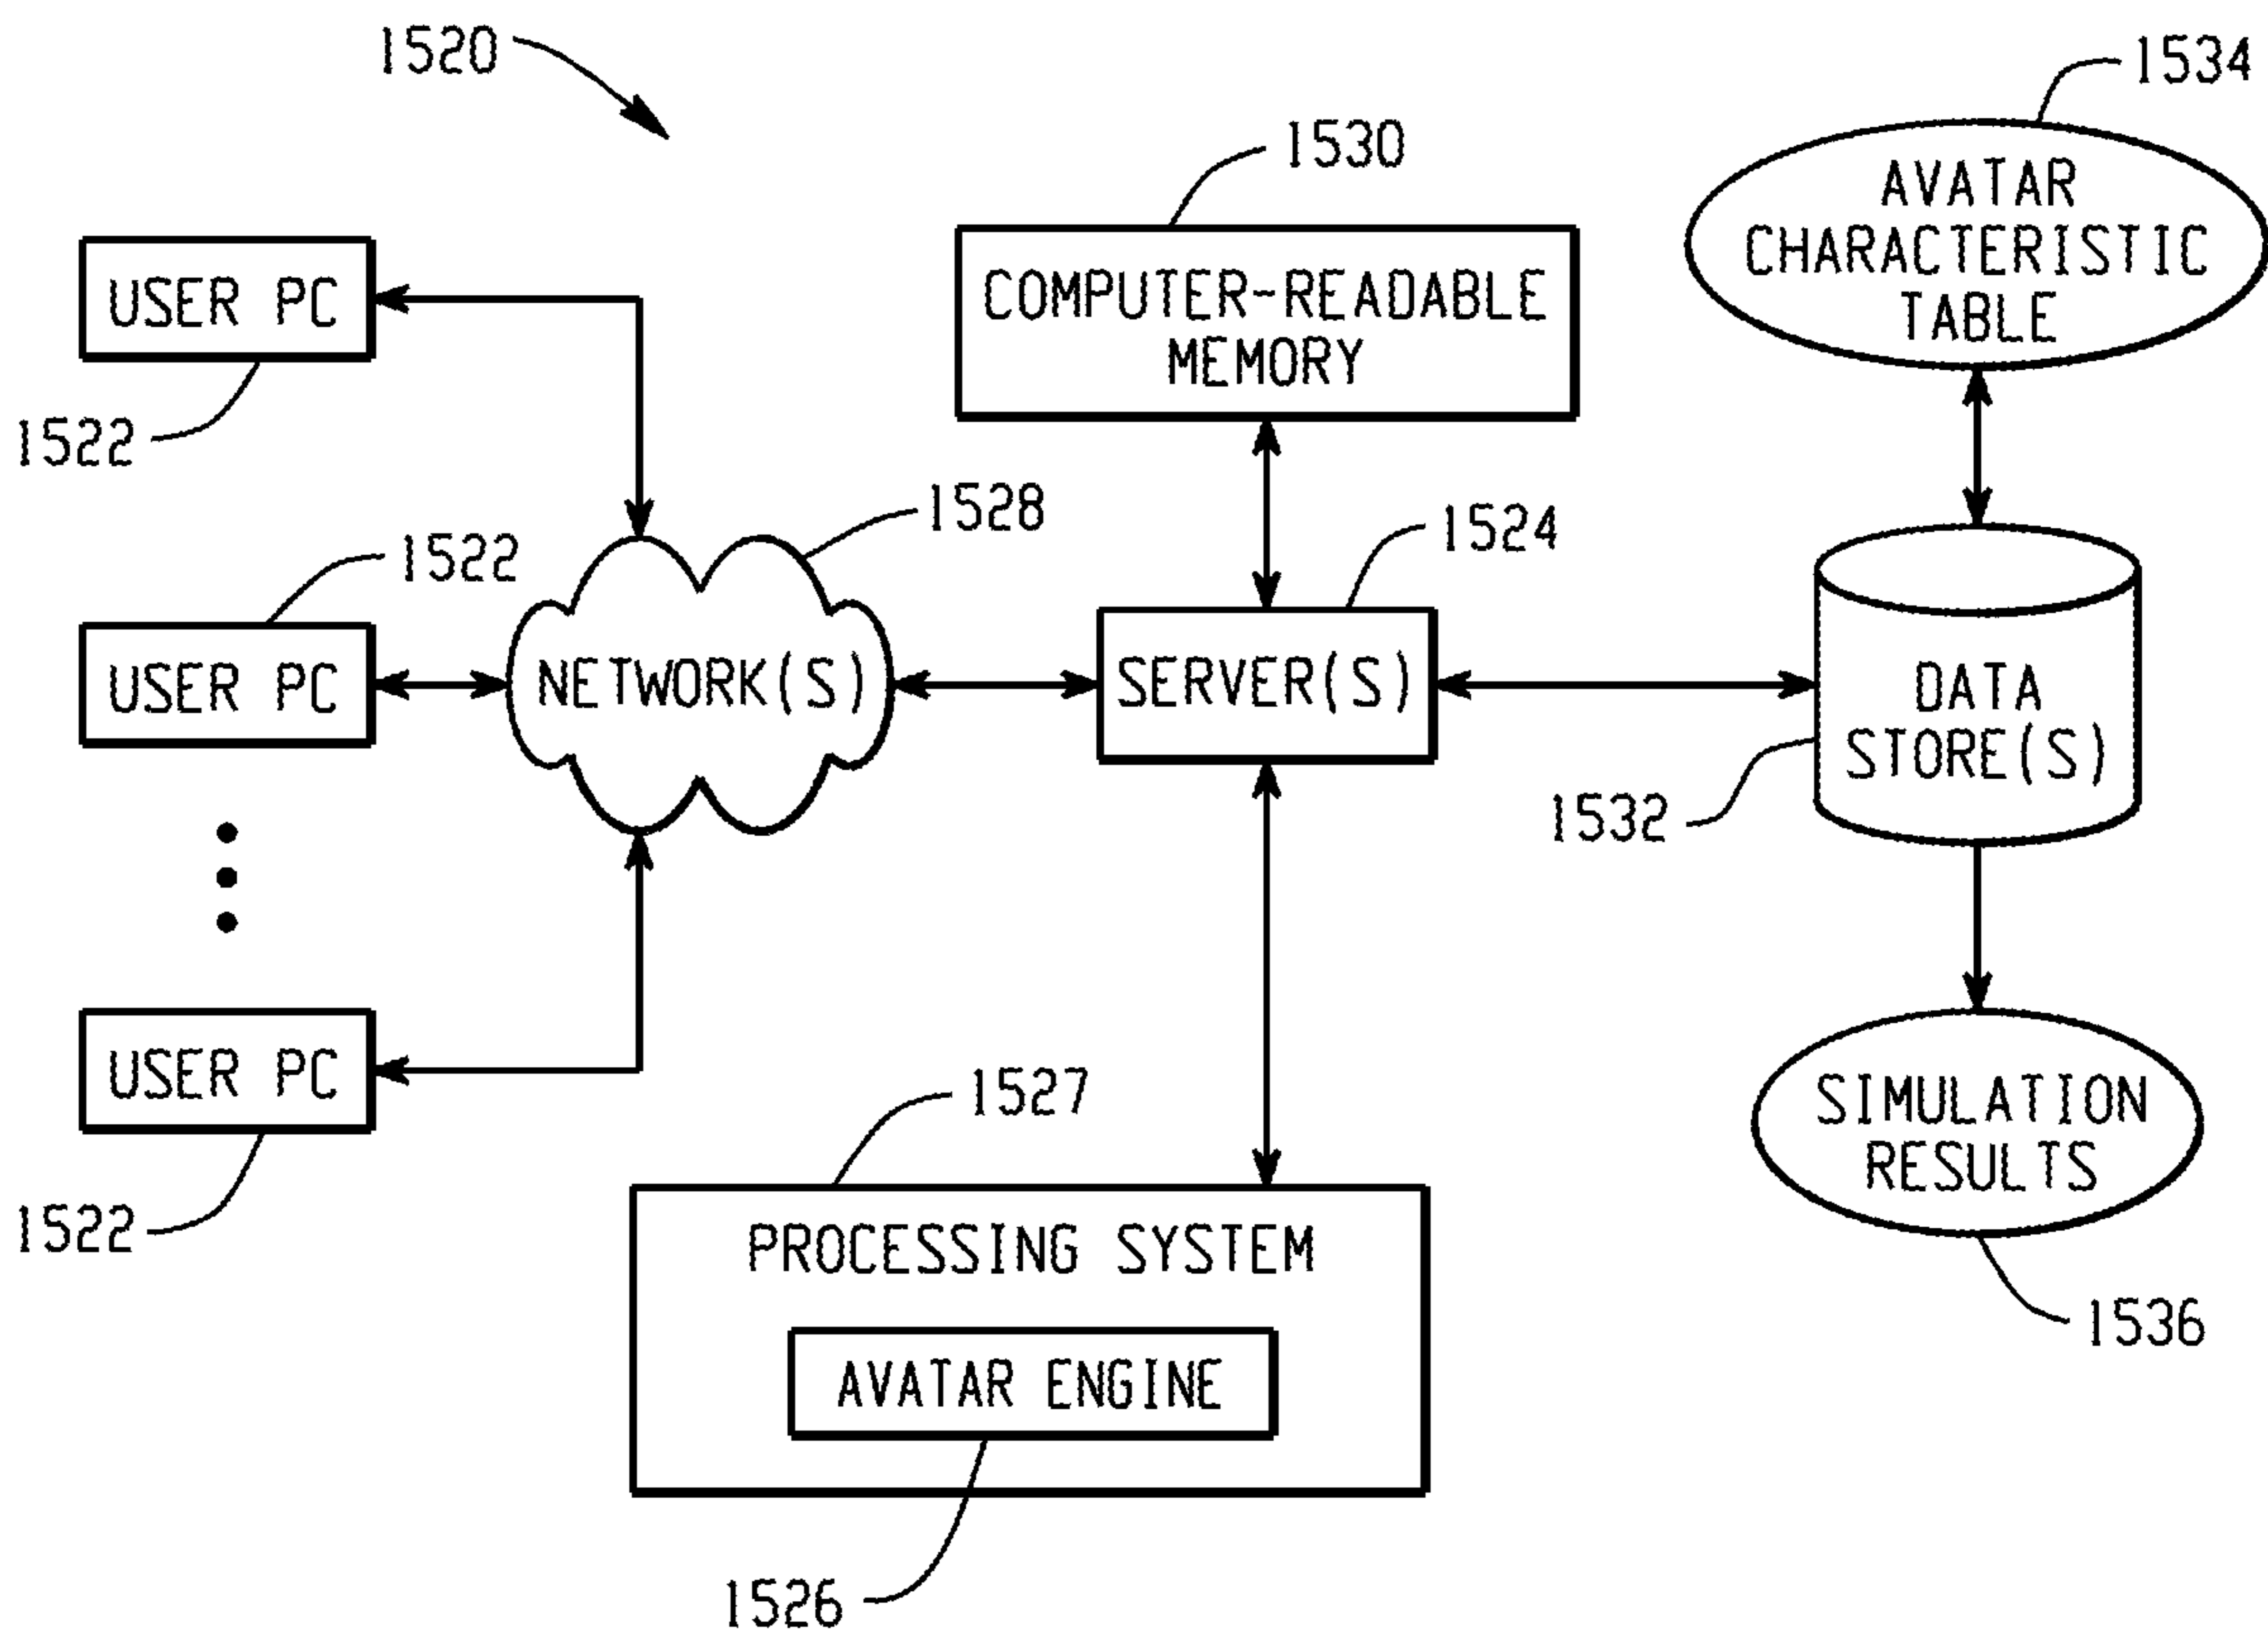 1520
1534
1530
AVATAR
CHARACTERISTIC
TABLE
USER PC
COMPUTER-READABLE
MEMORY
1522
1528
1524
1522
USER PC
NETWORK(S)
SERVER(S)
DATA
STORE(S)
1532
USER PC
1527
SIMULATION
RESULTS
1522
PROCESSING SYSTEM
1536
AVATAR ENGINE
1526